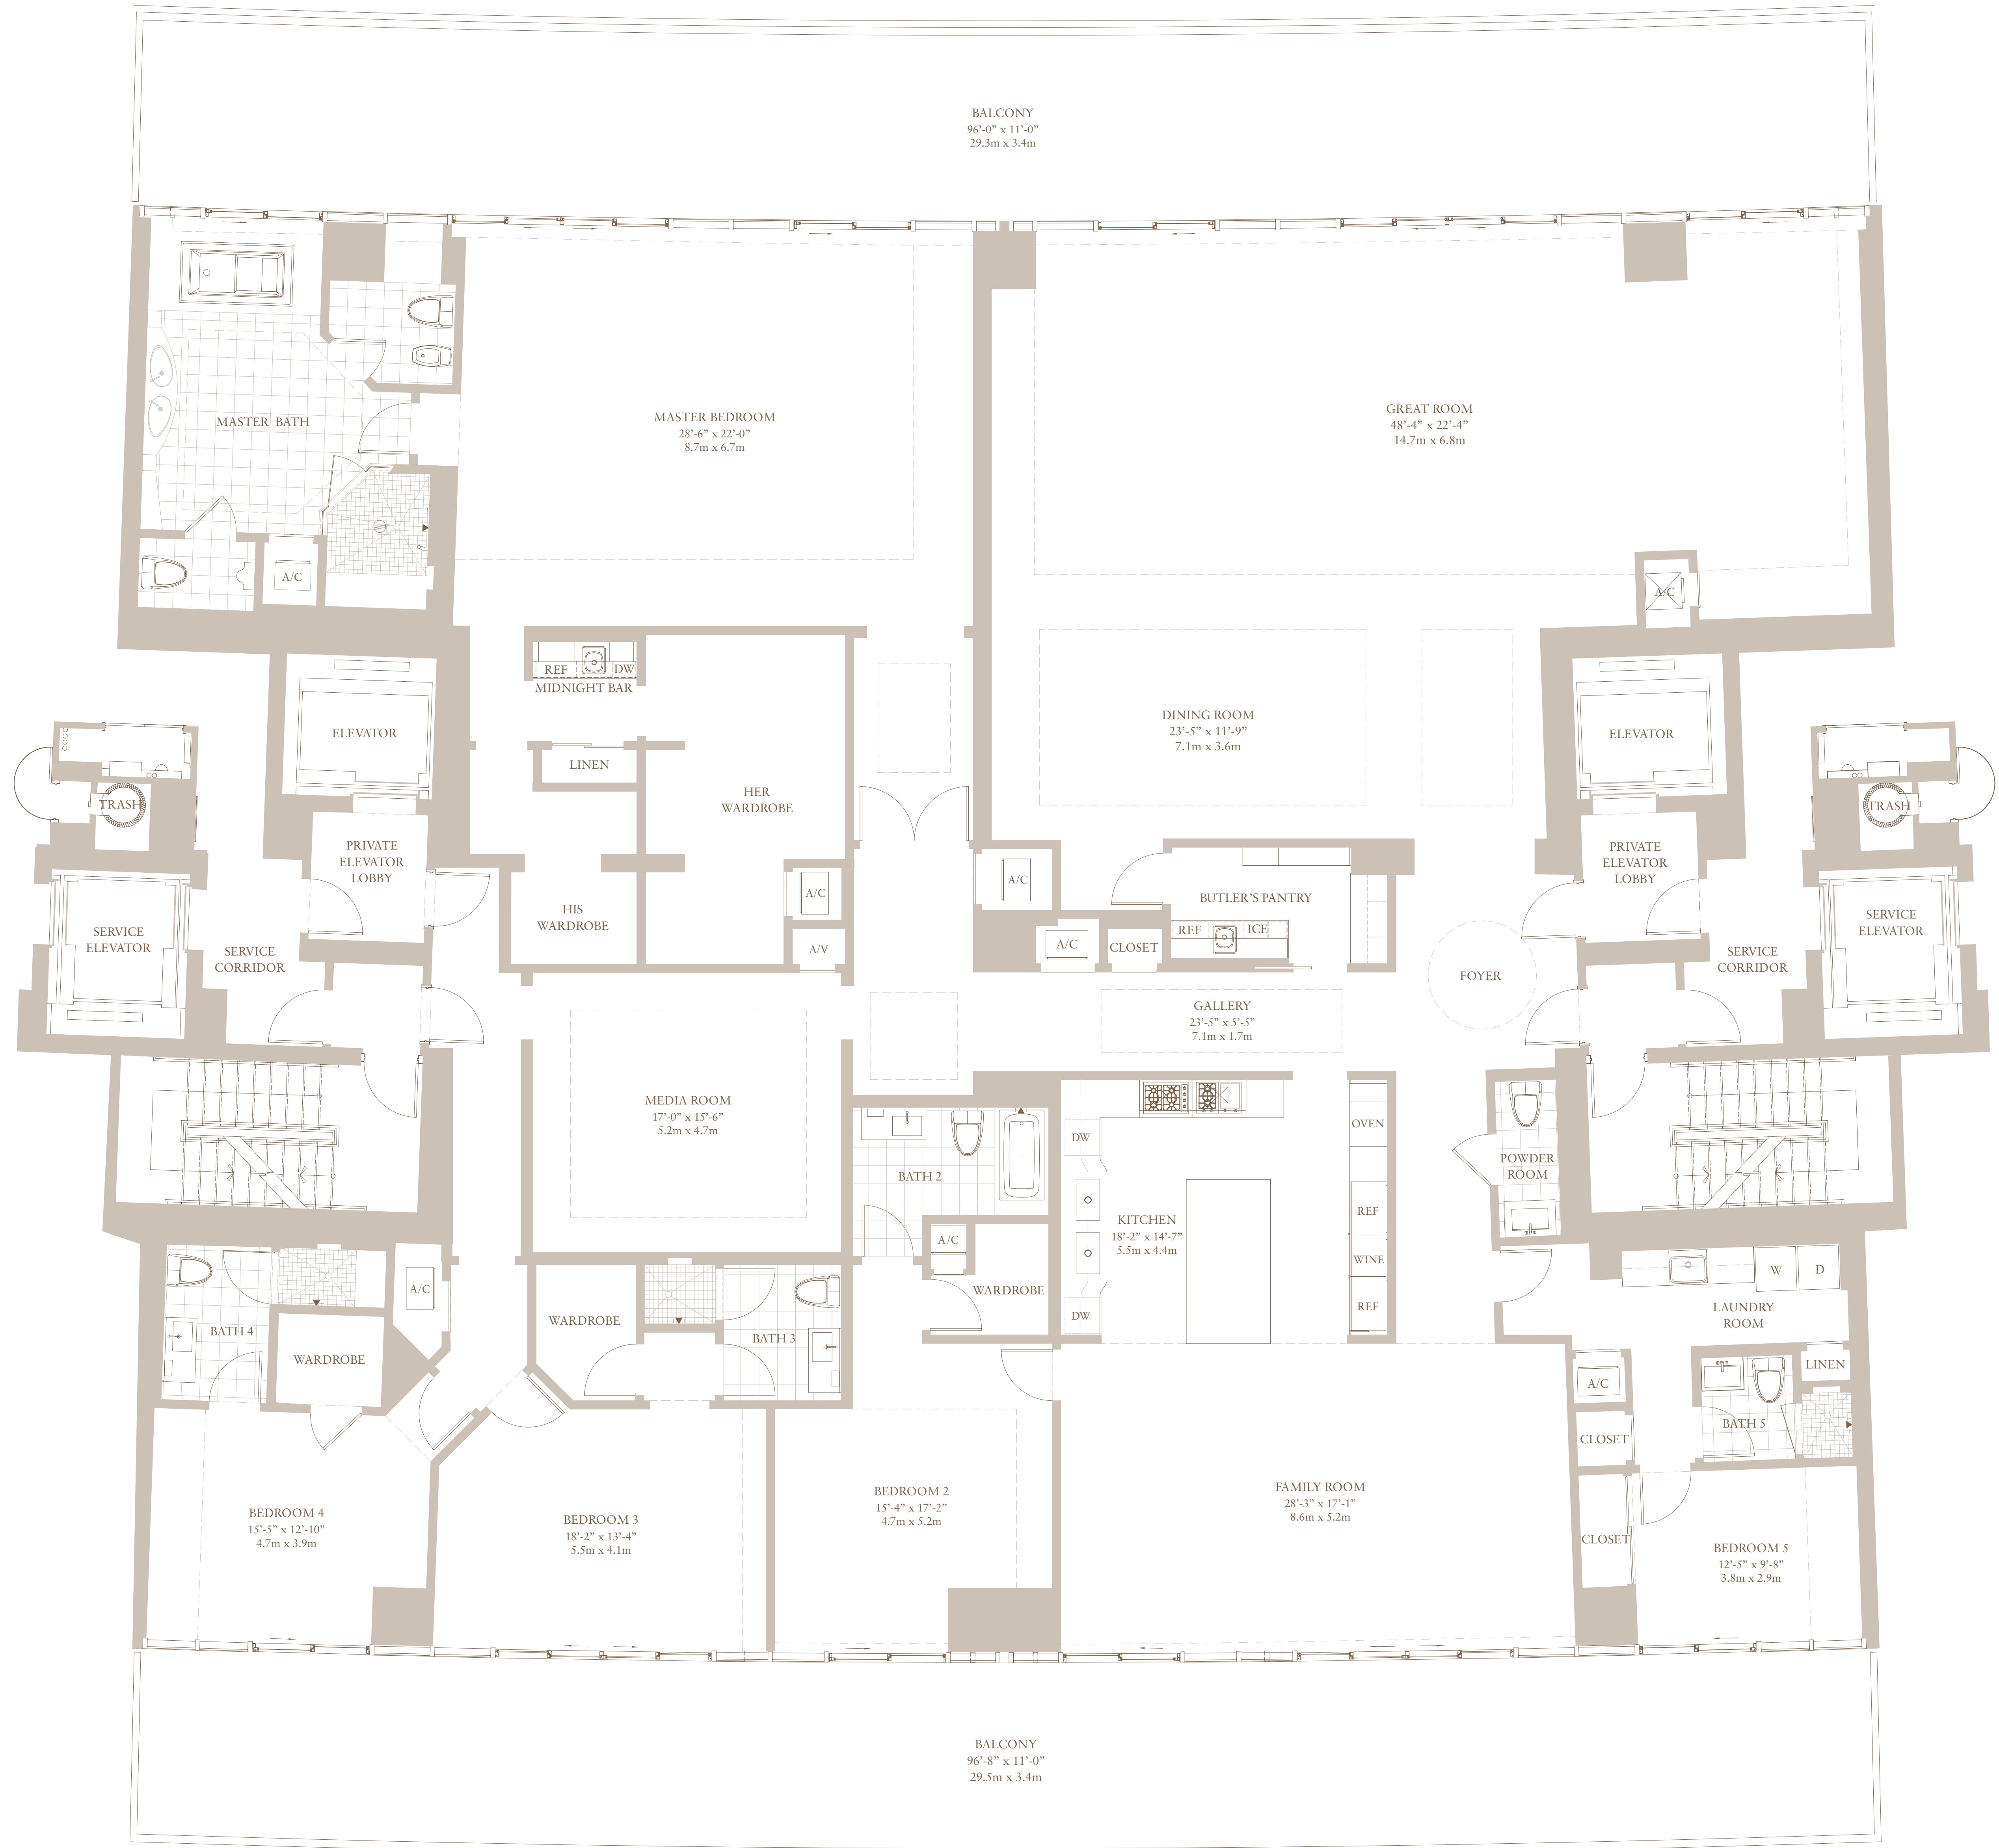 BALCONY
96’-0” x 11’-0”
29.3m x 3.4m
MASTER BATH
MASTER BEDROOM
28’-6” x 22’-0”
8.7m x 6.7m
GREAT ROOM
48’-4” x 22’-4”
14.7m x 6.8m
A/C
A/C
REF
DW
MIDNIGHT BAR
ELEVATOR
LINEN
HER
WARDROBE
DINING ROOM
23’-5” x 11’-9”
7.1m x 3.6m
ELEVATOR
TRASH
TRASH
PRIVATE
ELEVATOR
LOBBY
PRIVATE
ELEVATOR
LOBBY
HIS
WARDROBE
A/C
A/C
BUTLER’S PANTRY
REF
ICE
A/C
CLOSET
A/V
SERVICE
ELEVATOR
SERVICE
CORRIDOR
FOYER
SERVICE
CORRIDOR
SERVICE
ELEVATOR
GALLERY
23’-5” x 5’-5”
7.1m x 1.7m
MEDIA ROOM
17’-0” x 15’-6”
5.2m x 4.7m
BATH 2
DW
OVEN
POWDER
ROOM
KITCHEN
18’-2” x 14’-7”
5.5m x 4.4m
REF
WINE
REF
DW
A/C
WARDROBE
A/C
W
D
LAUNDRY
ROOM
BATH 4
WARDROBE
WARDROBE
BATH 3
A/C
LINEN
BATH 5
CLOSET
CLOSET
BEDROOM 4
15’-5” x 12’-10”
4.7m x 3.9m
BEDROOM 3
18’-2” x 13’-4”
5.5m x 4.1m
BEDROOM 2
15’-4” x 17’-2”
4.7m x 5.2m
FAMILY ROOM
28’-3” x 17’-1”
8.6m x 5.2m
BEDROOM 5
12’-5” x 9’-8”
3.8m x 2.9m
BALCONY
96’-8” x 11’-0”
29.5m x 3.4m